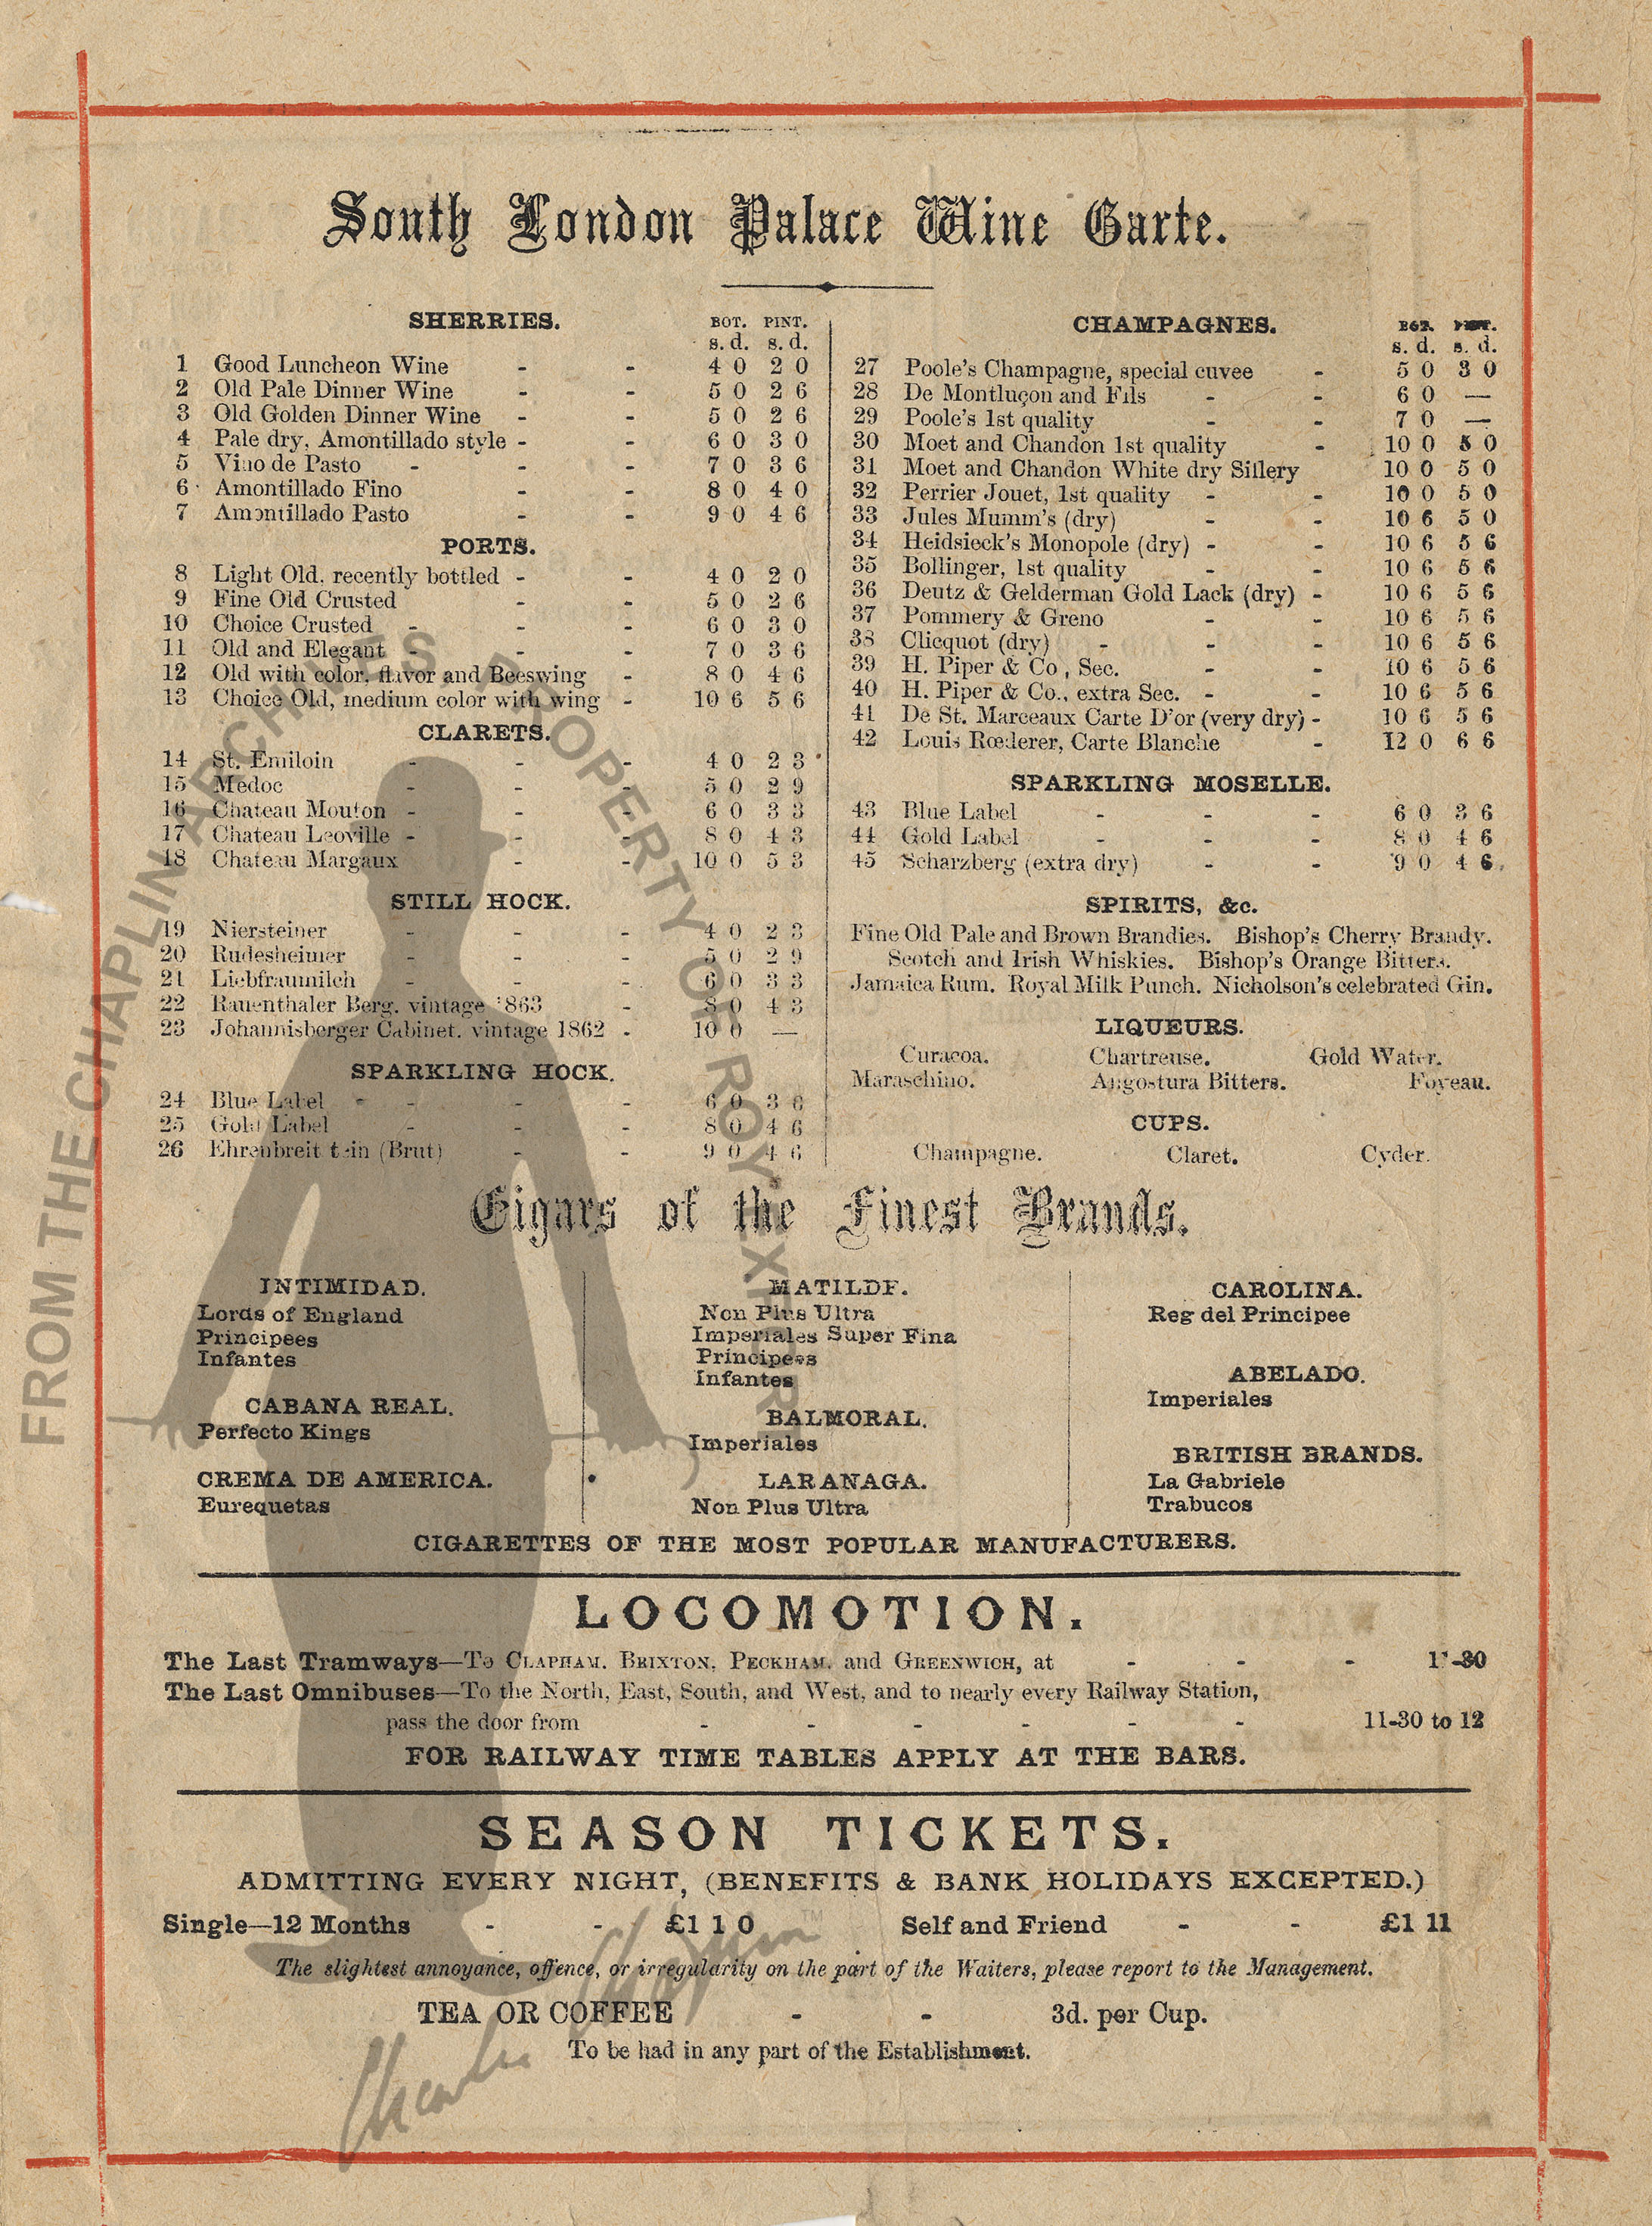 South London Palace Wine Carte.
SHERRIES.
BOT. PINT.
s. d. s. d.
1 Good Luncheon Wine - - 4 0 2 0
2 Old Pale Dinner Wine - - 5 0 2 6
3 Old Golden Dinner Wine - - 5 0 2 6
4 Pale dry, Amontillado style - - 6 0 3 0
5 Vino de Pasto - - - 7 0 3 6
6 Amontillado Fino - - 8 0 4 0
7 Amontillado Pasto - - 9 0 4 6
PORTS.
8 Light Old, recently bottled - - 4 0 2 0
9 Fine Old Crusted - - 5 0 2 6
10 Choice Crusted - - - 6 0 3 0
11 Old and Elegant - - - 7 0 3 6
12 Old with color, flavor and Beeswing - 8 0 4 6
13 Choice Old, medium color with wing - 10 6 5 6
CLARETS.
14 St. Emiloin - - - 4 0 2 3
15 Medoc - - - 5 0 2 9
16 Chateau Mouton - - - 6 0 3 3
17 Chateau Leoville - - - 8 0 4 3
18 Chateau Margaux - - 10 0 5 3
STILL HOCK.
19 Niersteiner - - - 4 0 2 3
20 Rudesheimer - - - 5 0 2 9
21 Liebfraumilch - - - 6 0 3 3
22 Rauenthaler Berg, vintage 1863 - 8 0 4 3
23 Johannisberger Cabinet, vintage 1862 - 10 0 —
SPARKLING HOCK.
24 Blue Label - - - - 6 0 3 6
25 Gold Label - - - 8 0 4 6
26 Ehrenbreitstein (Brut) - - 9 0 4 6
CHAMPAGNES.
BOT. PINT.
s. d. s. d.
27 Poole's Champagne, special cuvee - 5 0 3 0
28 De Montluçon and Fils - - 6 0 —
29 Poole's 1st quality - - 7 0 —
30 Moet and Chandon 1st quality - 10 0 5 0
31 Moet and Chandon White dry Sillery 10 0 5 0
32 Perrier Jouet, 1st quality - - 10 0 5 0
33 Jules Mumm's (dry) - - 10 6 5 0
34 Heidsieck's Monopole (dry) - - 10 6 5 6
35 Bollinger, 1st quality - - 10 6 5 6
36 Deutz & Gelderman Gold Lack (dry) - 10 6 5 6
37 Pommery & Greno - - 10 6 5 6
38 Clicquot (dry) - - - 10 6 5 6
39 H. Piper & Co, Sec. - - 10 6 5 6
40 H. Piper & Co., extra Sec. - - 10 6 5 6
41 De St. Marceaux Carte D'or (very dry) - 10 6 5 6
42 Louis Rœderer, Carte Blanche - 12 0 6 6
SPARKLING MOSELLE.
43 Blue Label - - - 6 0 3 6
44 Gold Label - - - 8 0 4 6
45 Scharzberg (extra dry) - - 9 0 4 6
SPIRITS, &c.
Fine Old Pale and Brown Brandies. Bishop's Cherry Brandy.
Scotch and Irish Whiskies. Bishop's Orange Bitters.
Jamaica Rum. Royal Milk Punch. Nicholson's celebrated Gin.
LIQUEURS.
Curacoa. Chartreuse. Gold Water.
Maraschino. Angostura Bitters. Foyeau.
CUPS.
Champagne. Claret. Cyder.
Cigars of the Finest Brands.
INTIMIDAD.
Lords of England
Principees
Infantes
CABANA REAL.
Perfecto Kings
CREMA DE AMERICA.
Eurequetas
MATILDE.
Non Plus Ultra
Imperiales Super Fina
Principees
Infantes
BALMORAL.
Imperiales
LARANAGA.
Non Plus Ultra
CAROLINA.
Reg del Principee
ABELADO.
Imperiales
BRITISH BRANDS.
La Gabriele
Trabucos
CIGARETTES OF THE MOST POPULAR MANUFACTURERS.
LOCOMOTION.
The Last Tramways—To CLAPHAM, BRIXTON, PECKHAM, and GREENWICH, at - - - 11-30
The Last Omnibuses—To the North, East, South, and West, and to nearly every Railway Station,
pass the door from - - - - - - 11-30 to 12
FOR RAILWAY TIME TABLES APPLY AT THE BARS.
SEASON TICKETS.
ADMITTING EVERY NIGHT, (BENEFITS & BANK HOLIDAYS EXCEPTED.)
Single—12 Months - - £1 1 0 Self and Friend - - £1 11
The slightest annoyance, offence, or irregularity on the part of the Waiters, please report to the Management.
TEA OR COFFEE - - 3d. per Cup.
To be had in any part of the Establishment.
FROM THE CHAPLIN ARCHIVES PROPERTY OF ROY EXPORT
Charles Chaplin ™